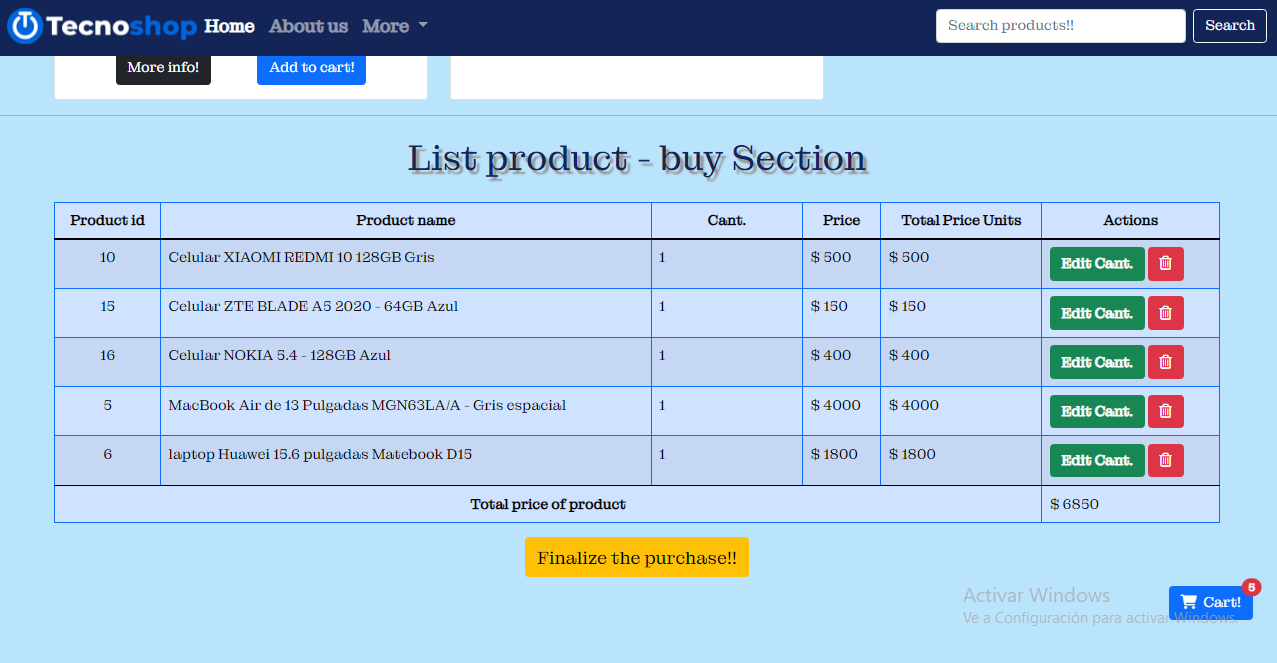 Tecnoshop Home About us More Search products!! Search
More info! Add to cart!
List product - buy Section
Product id Product name Cant. Price Total Price Units Actions
10 Celular XIAOMI REDMI 10 128GB Gris 1 $ 500 $ 500 Edit Cant.
15 Celular ZTE BLADE A5 2020 - 64GB Azul 1 $ 150 $ 150 Edit Cant.
16 Celular NOKIA 5.4 - 128GB Azul 1 $ 400 $ 400 Edit Cant.
5 MacBook Air de 13 Pulgadas MGN63LA/A - Gris espacial 1 $ 4000 $ 4000 Edit Cant.
6 laptop Huawei 15.6 pulgadas Matebook D15 1 $ 1800 $ 1800 Edit Cant.
Total price of product $ 6850
Finalize the purchase!!
Activar Windows
Ve a Configuración para activar Windows.
Cart! 5